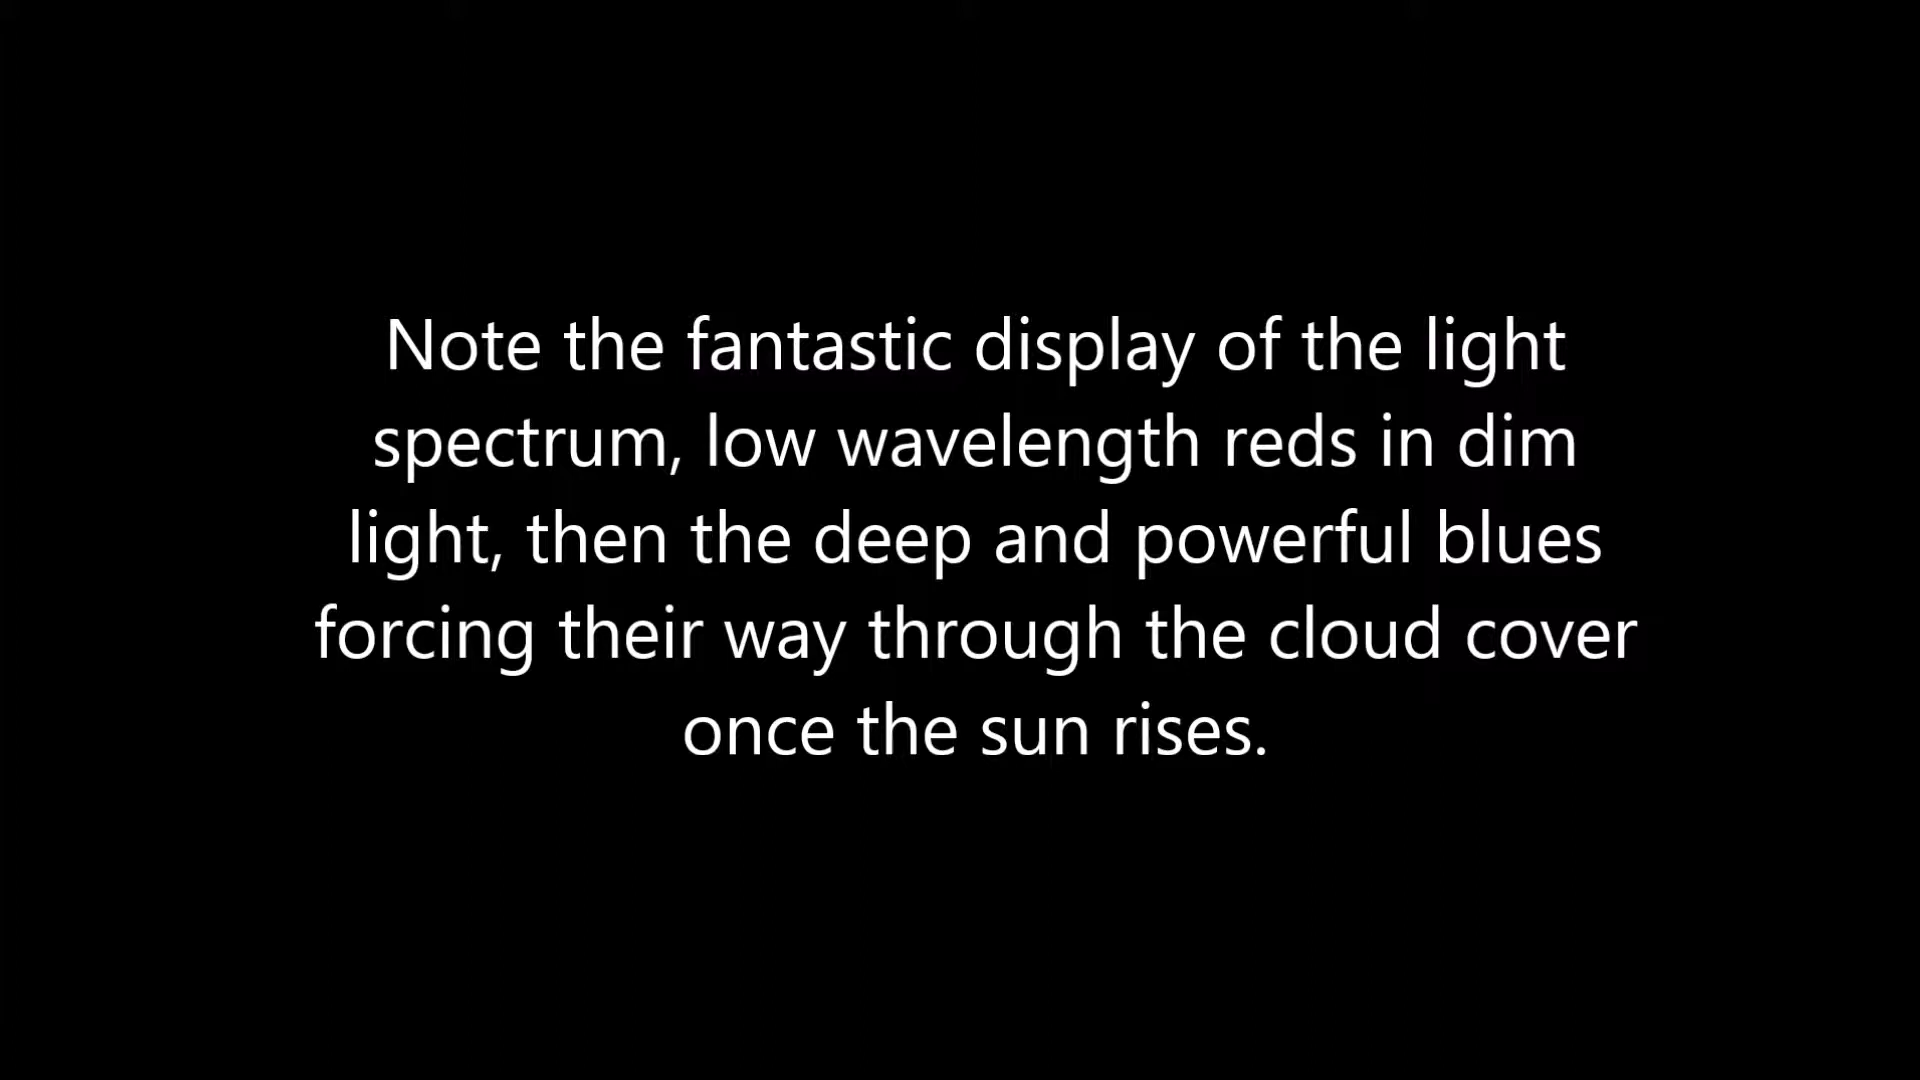 Note the fantastic display of the light
spectrum, low wavelength reds in dim
light, then the deep and powerful blues
forcing their way through the cloud cover
once the sun rises.